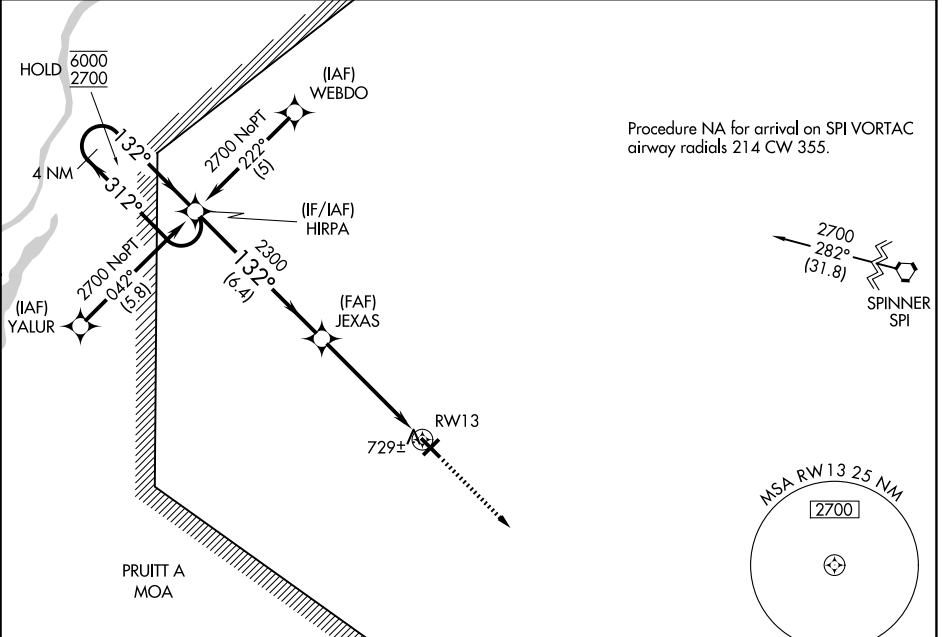 HOLD 6000
2700
(IAF)
WEBDO
132°
2700 NoPT
222°
(5)
4 NM
312°
(IF/IAF)
HIRPA
2700 NoPT
042°
(5.8)
(IAF)
YALUR
2300
132°
(6.4)
(FAF)
JEXAS
RW13
729±
Procedure NA for arrival on SPI VORTAC
airway radials 214 CW 355.
2700
282°
(31.8)
SPINNER
SPI
MSA RW13 25 NM
2700
PRUITT A
MOA